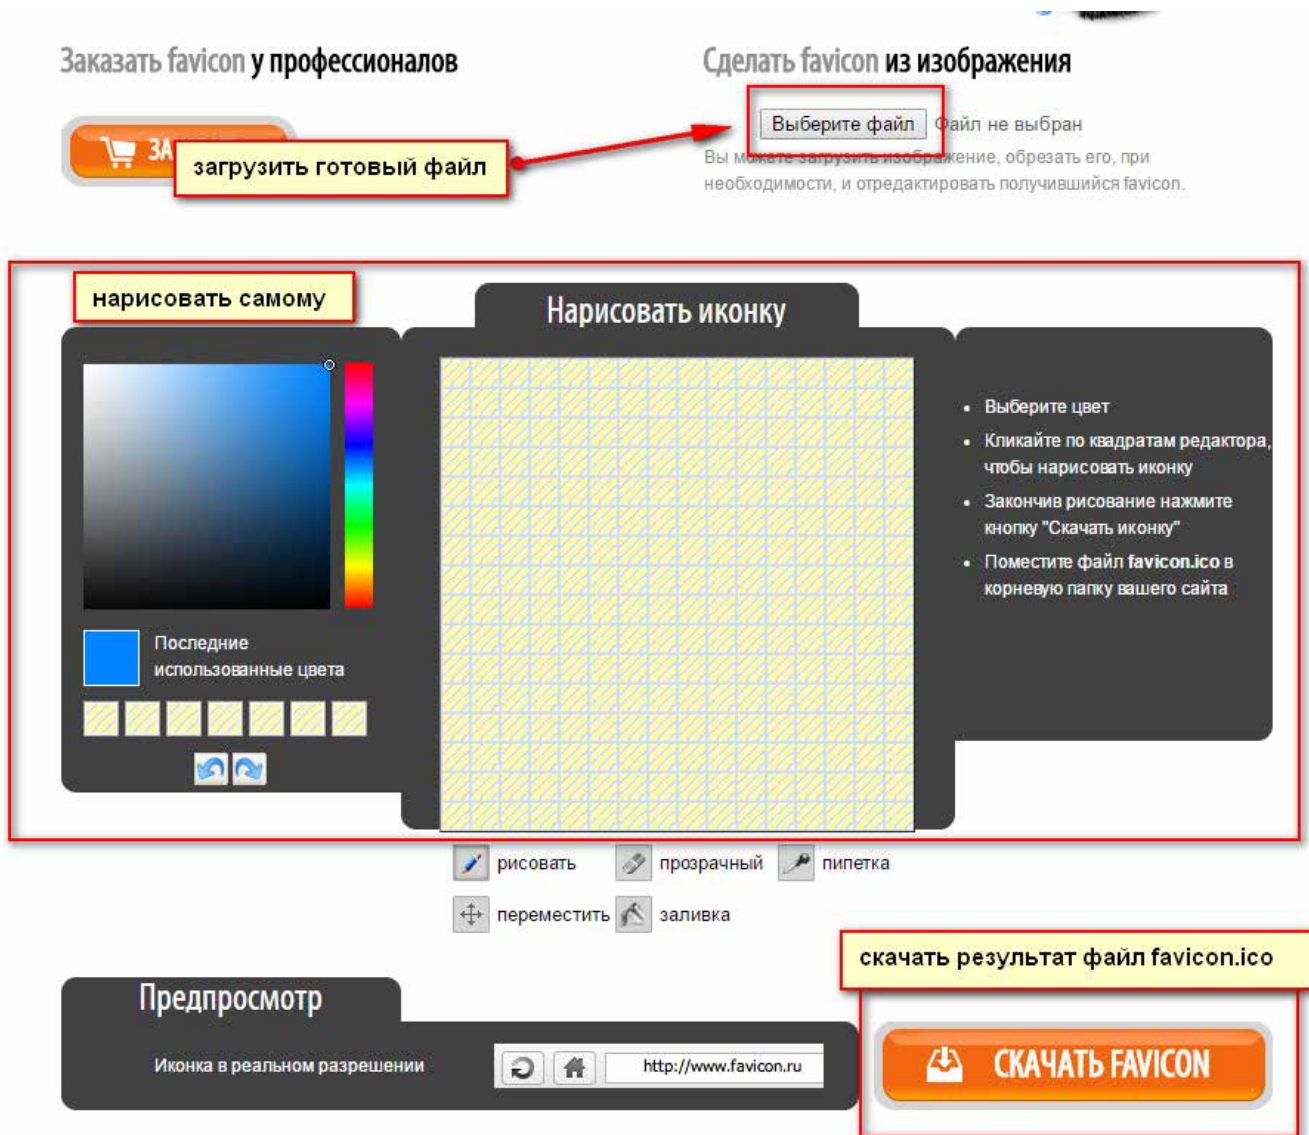 Заказать favicon у профессионалов
Сделать favicon из изображения
ЗА
загрузить готовый файл
Выберите файл Файл не выбран
Вы можете загрузить изображение, обрезать его, при
необходимости, и отредактировать получившийся favicon.
нарисовать самому
Нарисовать иконку
Выберите цвет
Кликайте по квадратам редактора,
чтобы нарисовать иконку
Закончив рисование нажмите
кнопку "Скачать иконку"
Поместите файл favicon.ico в
корневую папку вашего сайта
Последние
использованные цвета
рисовать прозрачный пипетка
переместить заливка
скачать результат файл favicon.ico
Предпросмотр
Иконка в реальном разрешении
http://www.favicon.ru
СКАЧАТЬ FAVICON